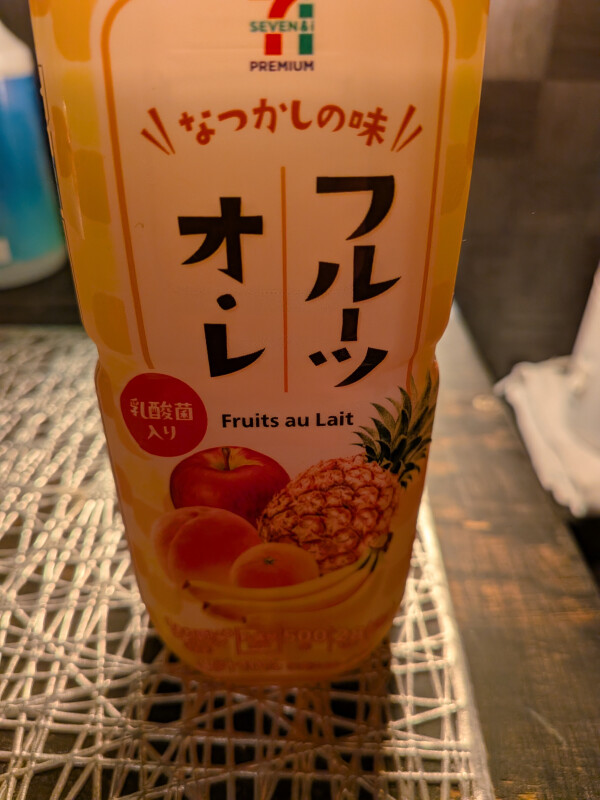 SEVEN&i
PREMIUM
なつかしの味
フルーツ
オ・レ
乳酸菌
入り
Fruits au Lait